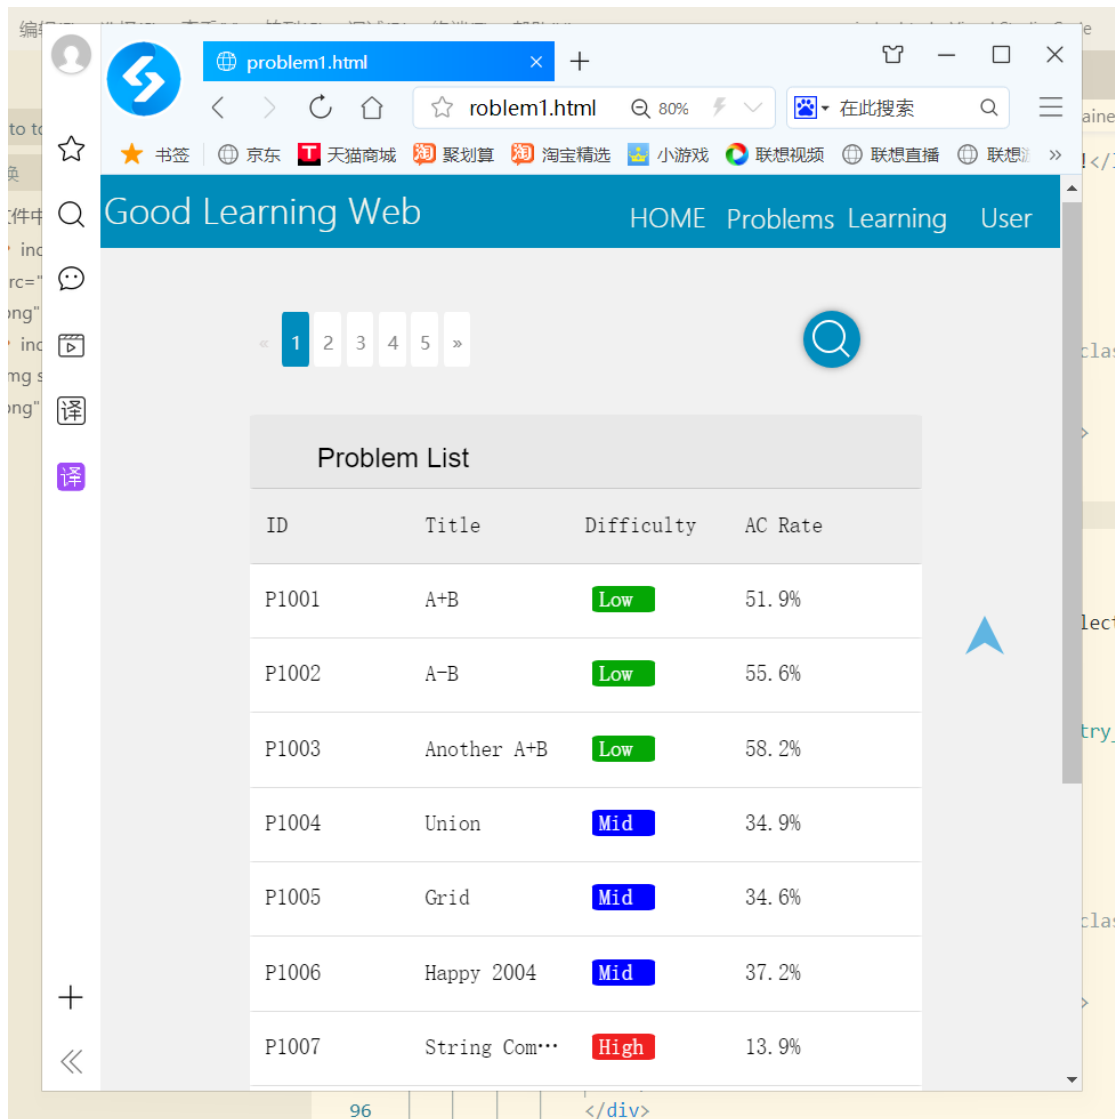 problem1.html
roblem1.html 80% 在此搜索
书签 京东 天猫商城 聚划算 淘宝精选 小游戏 联想视频 联想直播 联想
Good Learning Web HOME Problems Learning User
« 1 2 3 4 5 »
Problem List
ID Title Difficulty AC Rate
P1001 A+B Low 51.9%
P1002 A-B Low 55.6%
P1003 Another A+B Low 58.2%
P1004 Union Mid 34.9%
P1005 Grid Mid 34.6%
P1006 Happy 2004 Mid 37.2%
P1007 String Com… High 13.9%
译
译
96 </div>